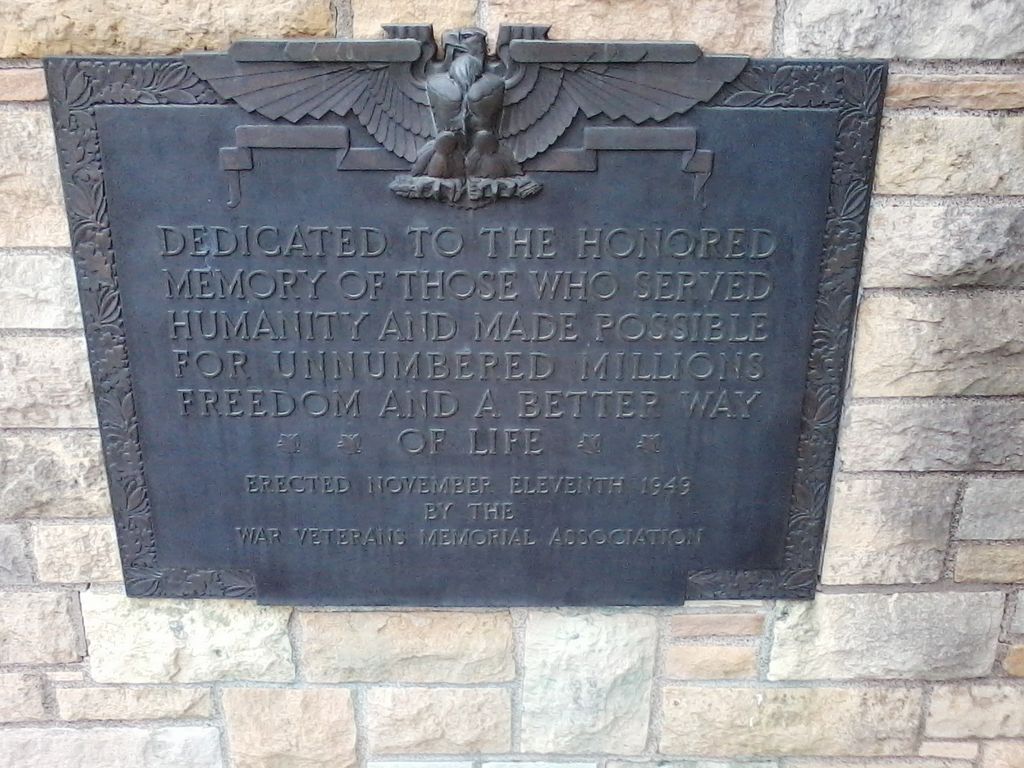 DEDICATED TO THE HONORED
MEMORY OF THOSE WHO SERVED
HUMANITY AND MADE POSSIBLE
FOR UNNUMBERED MILLIONS
FREEDOM AND A BETTER WAY
OF LIFE
ERECTED NOVEMBER ELEVENTH 1949
BY THE
WAR VETERANS MEMORIAL ASSOCIATION